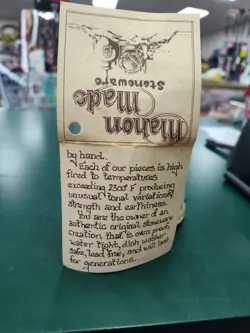 Mahon
Made
Stoneware
by hand.
Each of our pieces is high
fired to temperatures
exceeding 2300° F producing
unusual tonal variations,
strength and earthiness.
You are the owner of an
authentic original stoneware
creation that is oven proof,
water tight, dish washer
safe, lead free, and will last
for generations.